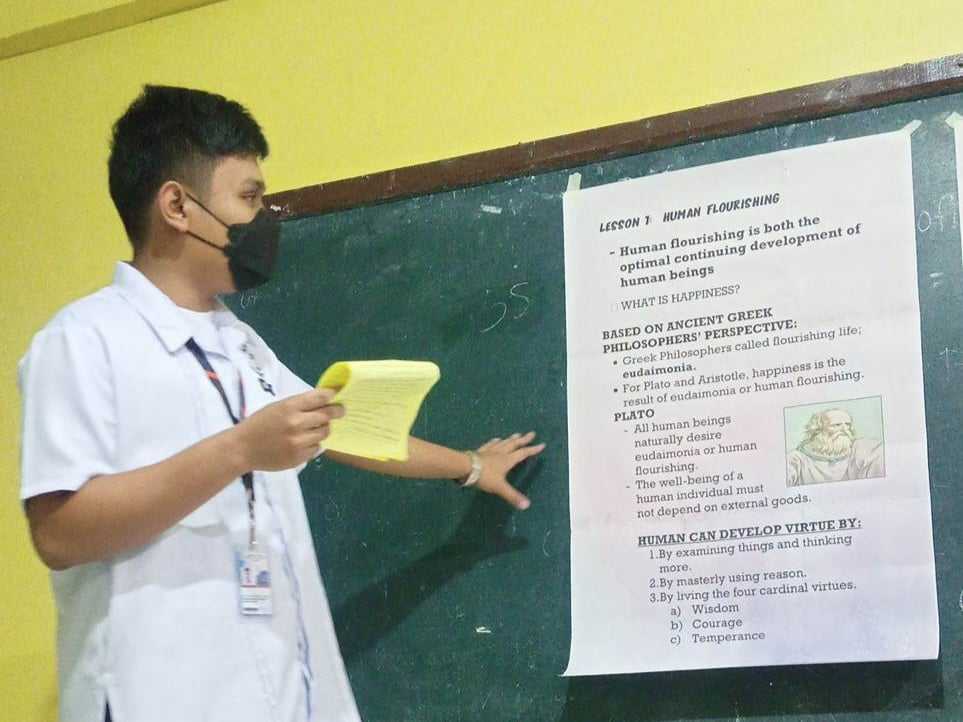 LESSON 1: HUMAN FLOURISHING
- Human flourishing is both the
optimal continuing development of
human beings
WHAT IS HAPPINESS?
BASED ON ANCIENT GREEK
PHILOSOPHERS' PERSPECTIVE:
• Greek Philosophers called flourishing life;
eudaimonia.
• For Plato and Aristotle, happiness is the
result of eudaimonia or human flourishing.
PLATO
- All human beings
naturally desire
eudaimonia or human
flourishing.
- The well-being of a
human individual must
not depend on external goods.
HUMAN CAN DEVELOP VIRTUE BY:
1.By examining things and thinking
more.
2.By masterly using reason.
3.By living the four cardinal virtues.
a) Wisdom
b) Courage
c) Temperance